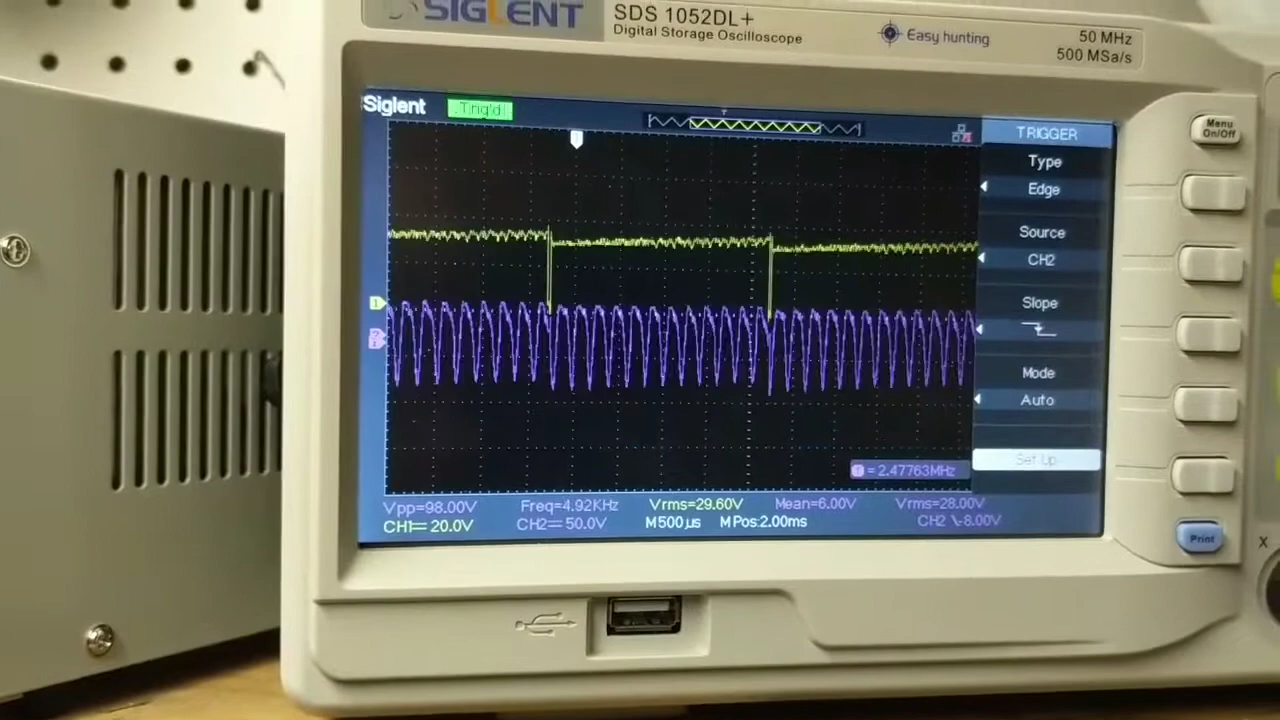 SIGLENT
SDS 1052DL+
Digital Storage Oscilloscope
Easy hunting
50 MHz
500 MSa/s
Siglent
Trig'd
TRIGGER
Type
Edge
Source
CH2
Slope
Mode
Auto
Set Up
Menu
On/Off
1
= 2.47763MHz
Vpp=98.00V Freq=4.92KHz Vrms=29.60V Mean=6.00V Vrms=28.00V
CH1 20.0V CH2 50.0V M500µs MPos:2.00ms CH2 -8.00V
Print
X